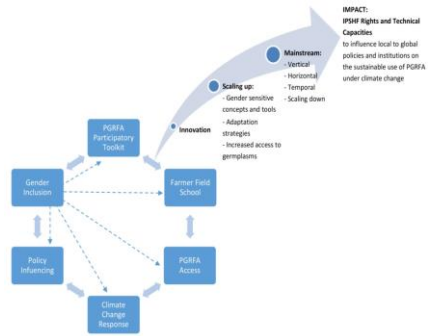 IMPACT:
IPSHF Rights and Technical
Capacities
to influence local to global
policies and institutions on
the sustainable use of PGRFA
under climate change
Mainstream:
- Vertical
- Horizontal
- Temporal
- Scaling down
Scaling up:
- Gender sensitive
concepts and tools
- Adaptation
strategies
- Increased access to
germplasms
Innovation
PGRFA
Participatory
Toolkit
Gender
Inclusion
Farmer Field
School
Policy
Influencing
PGRFA
Access
Climate
Change
Response